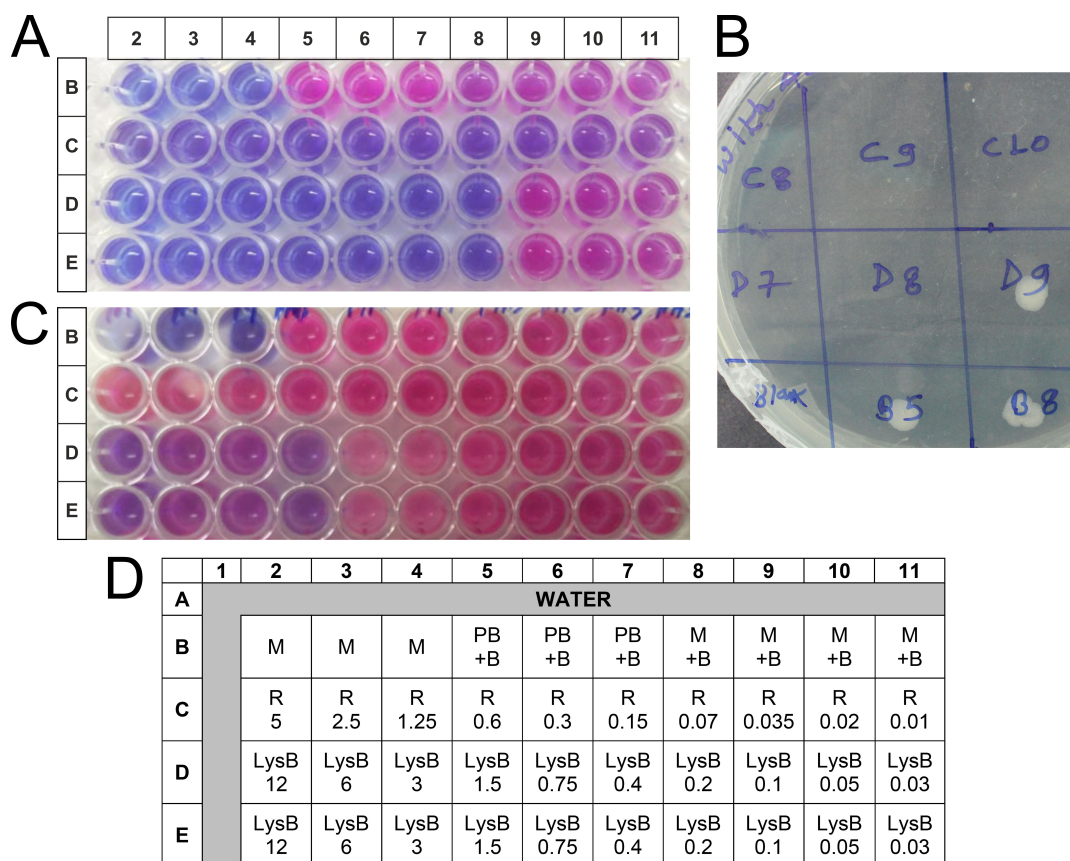 A
B
2 3 4 5 6 7 8 9 10 11
B
C
D
E
With
C8 C9 C10
D7 D8 D9
Blank B5 B8
C
B
C
D
E
D
1 2 3 4 5 6 7 8 9 10 11
A WATER
B M M M PB +B PB +B PB +B M +B M +B M +B M +B
C R 5 R 2.5 R 1.25 R 0.6 R 0.3 R 0.15 R 0.07 R 0.035 R 0.02 R 0.01
D LysB 12 LysB 6 LysB 3 LysB 1.5 LysB 0.75 LysB 0.4 LysB 0.2 LysB 0.1 LysB 0.05 LysB 0.03
E LysB 12 LysB 6 LysB 3 LysB 1.5 LysB 0.75 LysB 0.4 LysB 0.2 LysB 0.1 LysB 0.05 LysB 0.03